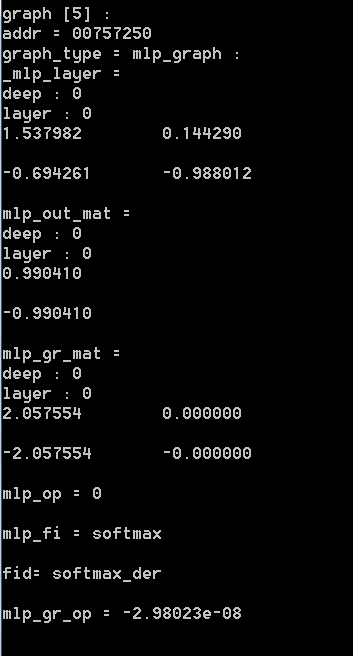 graph [5] :
addr = 00757250
graph_type = mlp_graph :
_mlp_layer =
deep : 0
layer : 0
1.537982 0.144290
-0.694261 -0.988012
mlp_out_mat =
deep : 0
layer : 0
0.990410
-0.990410
mlp_gr_mat =
deep : 0
layer : 0
2.057554 0.000000
-2.057554 -0.000000
mlp_op = 0
mlp_fi = softmax
fid= softmax_der
mlp_gr_op = -2.98023e-08